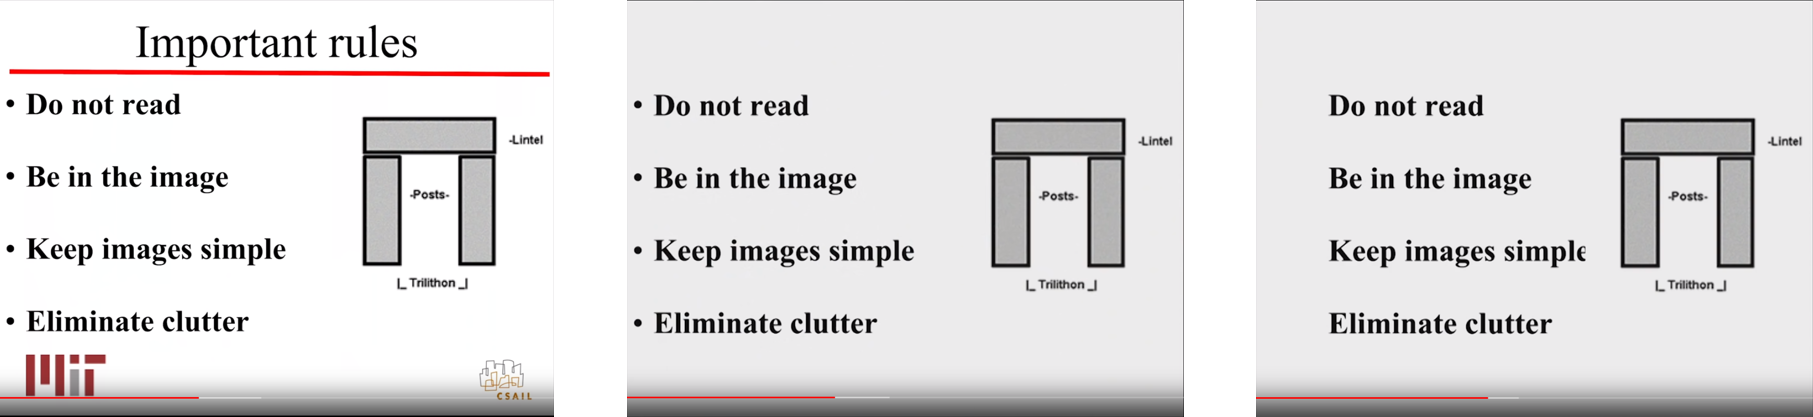 Important rules
• Do not read
• Be in the image
• Keep images simple
• Eliminate clutter
-Lintel
-Posts-
|_ Trilithon _|
MIT
CSAIL
• Do not read
• Be in the image
• Keep images simple
• Eliminate clutter
-Lintel
-Posts-
|_ Trilithon _|
Do not read
Be in the image
Keep images simple
Eliminate clutter
-Lintel
-Posts-
|_ Trilithon _|